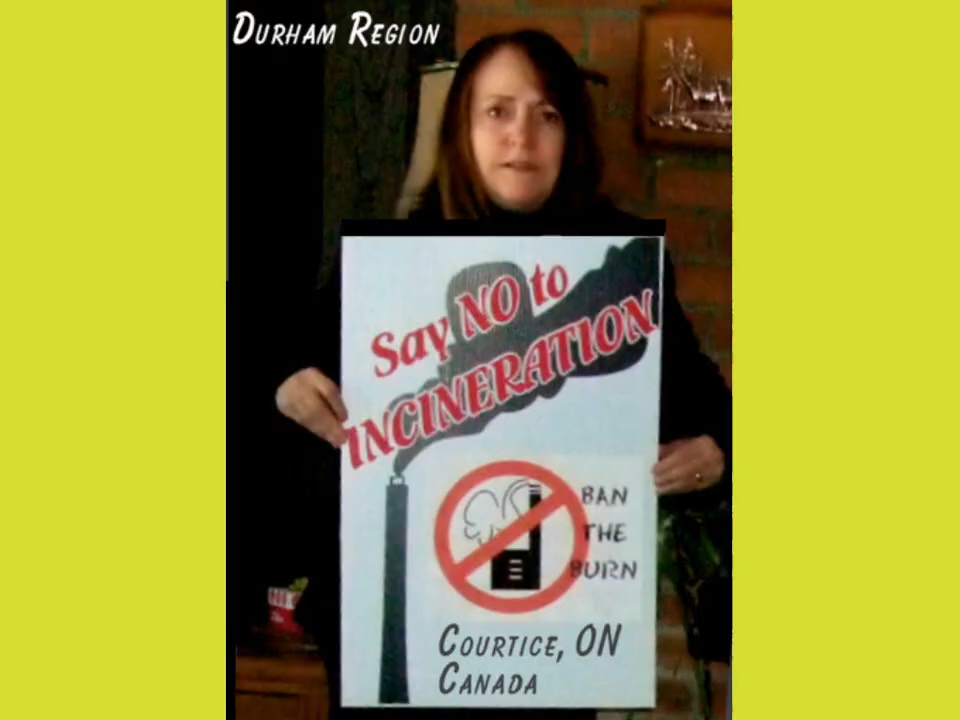 DURHAM REGION
Say NO to
INCINERATION
BAN
THE
BURN
COURTICE, ON
CANADA